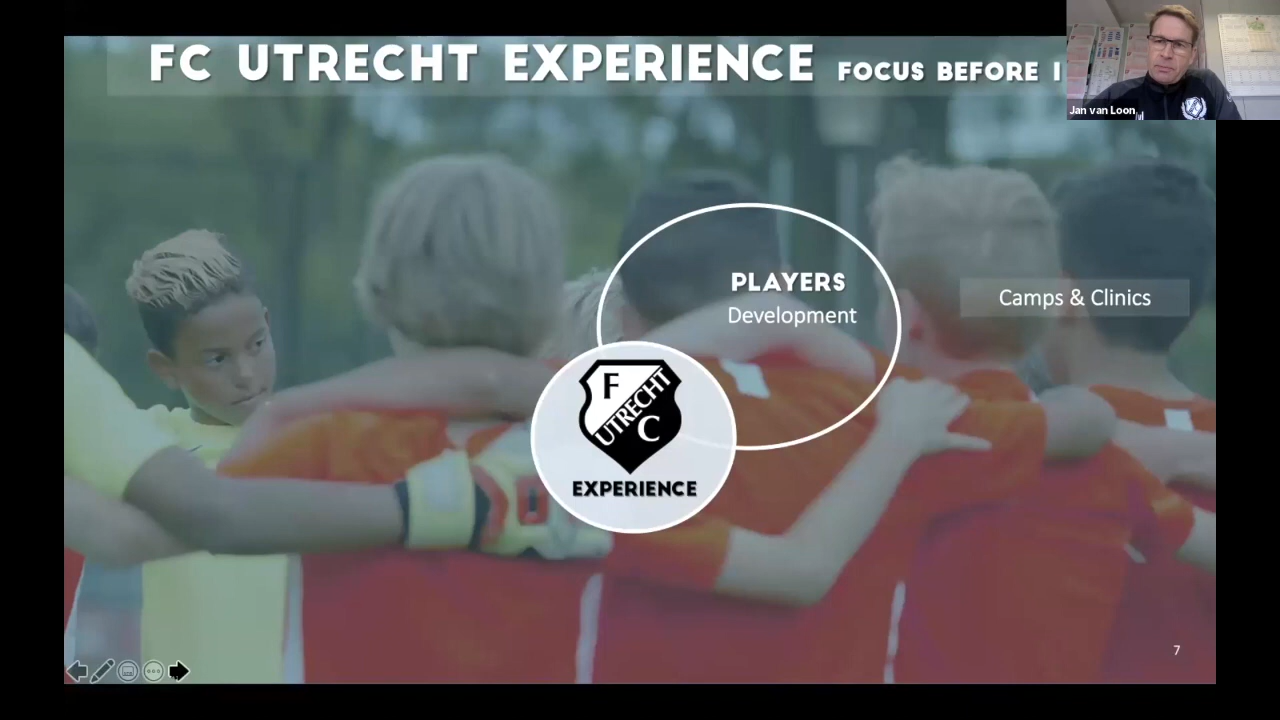 FC UTRECHT EXPERIENCE FOCUS BEFORE
Jan van Loon
PLAYERS
Development
Camps & Clinics
F
UTRECHT
C
EXPERIENCE
7